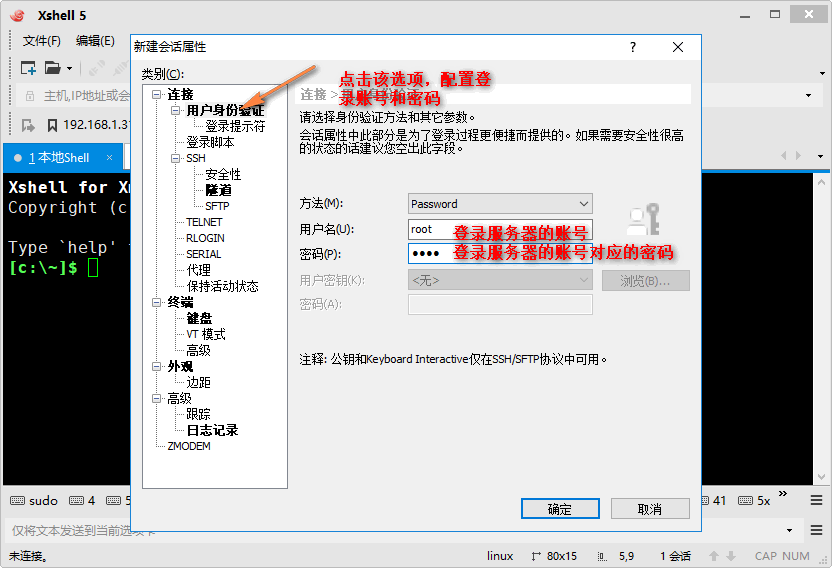 Xshell 5
文件(F) 编辑(E)
新建会话属性
类别(C):
主机,IP地址或会
192.168.1.31
1 本地Shell
Xshell for X
Copyright (c
Type `help'
[c:\~]$
连接
用户身份验证
登录提示符
登录脚本
SSH
安全性
隧道
SFTP
TELNET
RLOGIN
SERIAL
代理
保持活动状态
终端
键盘
VT 模式
高级
外观
边距
高级
跟踪
日志记录
ZMODEM
点击该选项，配置登
录账号和密码
连接 >
请选择身份验证方法和其它参数。
会话属性中此部分是为了登录过程更便捷而提供的。如果需要安全性很高
的状态的话建议您空出此字段。
方法(M): Password
用户名(U): root 登录服务器的账号
密码(P): ●●●● 登录服务器的账号对应的密码
用户密钥(K): <无> 浏览(B)...
密码(A):
注释: 公钥和Keyboard Interactive仅在SSH/SFTP协议中可用。
确定 取消
sudo 4 5 41 5x »
仅将文本发送到当前选项卡
未连接。 linux 80x15 5,9 1 会话 CAP NUM